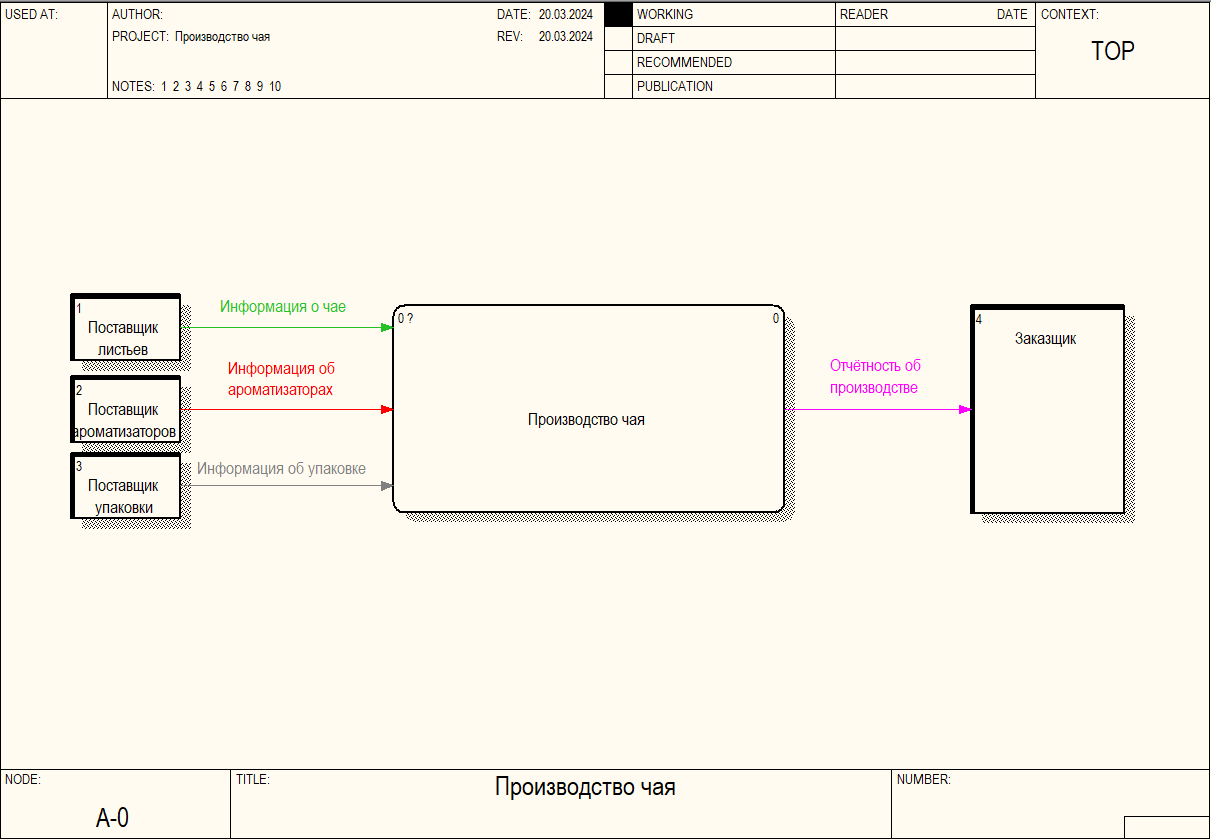 USED AT:
AUTHOR:
DATE: 20.03.2024
PROJECT: Производство чая
REV: 20.03.2024
NOTES: 1 2 3 4 5 6 7 8 9 10
WORKING
DRAFT
RECOMMENDED
PUBLICATION
READER DATE
CONTEXT:
TOP
1
Поставщик
листьев
Информация о чае
2
Поставщик
ароматизаторов
Информация об
ароматизаторах
3
Поставщик
упаковки
Информация об упаковке
0 ? 0
Производство чая
Отчётность об
производстве
4
Заказщик
NODE:
A-0
TITLE:
Производство чая
NUMBER: